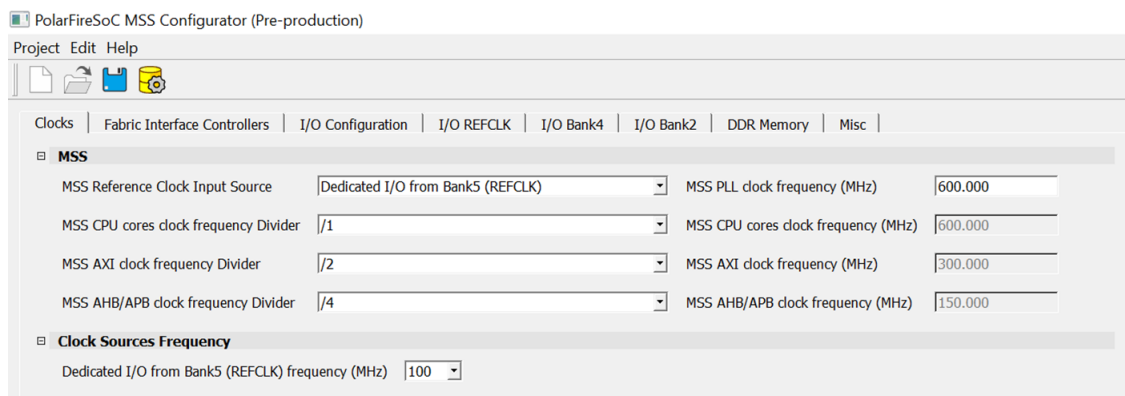 PolarFireSoC MSS Configurator (Pre-production)
Project Edit Help
Clocks Fabric Interface Controllers I/O Configuration I/O REFCLK I/O Bank4 I/O Bank2 DDR Memory Misc
MSS
MSS Reference Clock Input Source Dedicated I/O from Bank5 (REFCLK) MSS PLL clock frequency (MHz) 600.000
MSS CPU cores clock frequency Divider /1 MSS CPU cores clock frequency (MHz) 600.000
MSS AXI clock frequency Divider /2 MSS AXI clock frequency (MHz) 300.000
MSS AHB/APB clock frequency Divider /4 MSS AHB/APB clock frequency (MHz) 150.000
Clock Sources Frequency
Dedicated I/O from Bank5 (REFCLK) frequency (MHz) 100